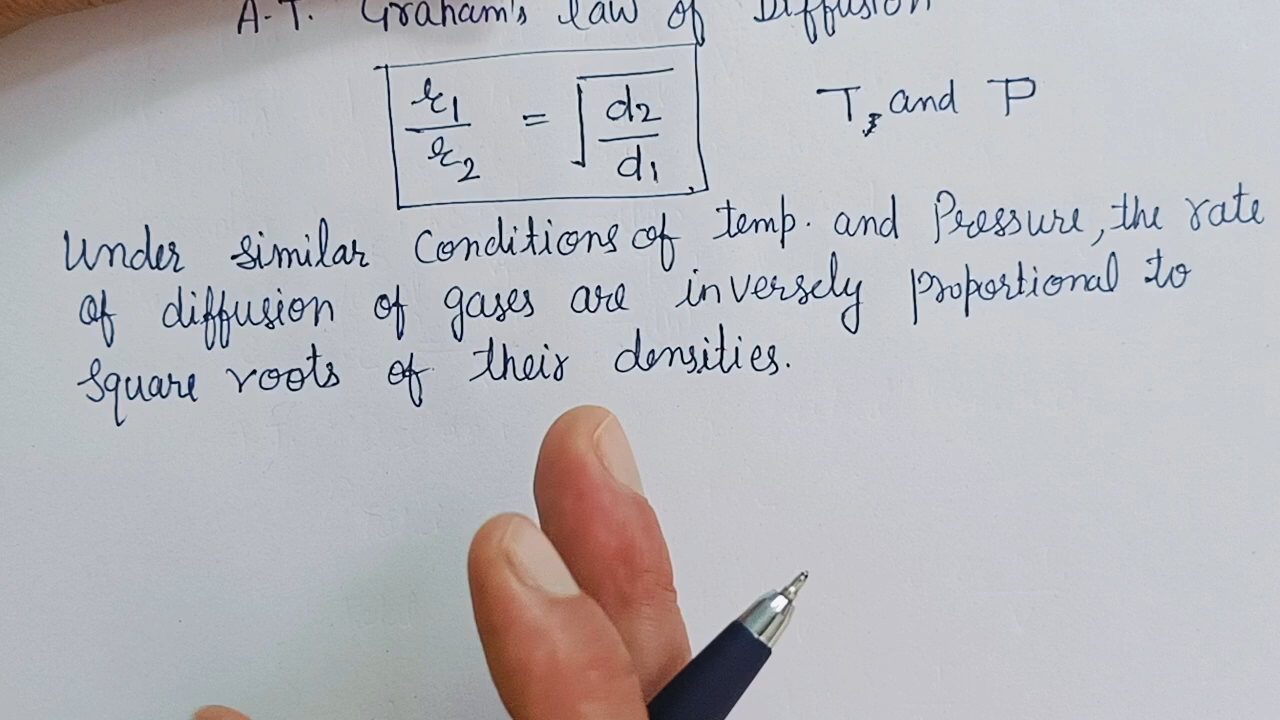 A.T. Graham's law of Diffusion
r1/r2 = √d2/d1
T, and P
Under similar Conditions of temp. and Pressure, the rate
of diffusion of gases are inversely proportional to
square roots of their densities.